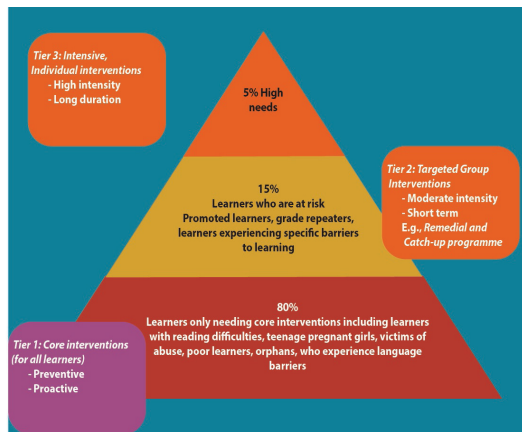 Tier 3: Intensive,
Individual interventions
- High intensity
- Long duration
5% High
needs
15%
Learners who are at risk
Promoted learners, grade repeaters,
learners experiencing specific barriers
to learning
Tier 2: Targeted Group
Interventions
- Moderate intensity
- Short term
E.g., Remedial and
Catch-up programme
80%
Learners only needing core interventions including learners
with reading difficulties, teenage pregnant girls, victims of
abuse, poor learners, orphans, who experience language
barriers
Tier 1: Core interventions
(for all learners)
- Preventive
- Proactive